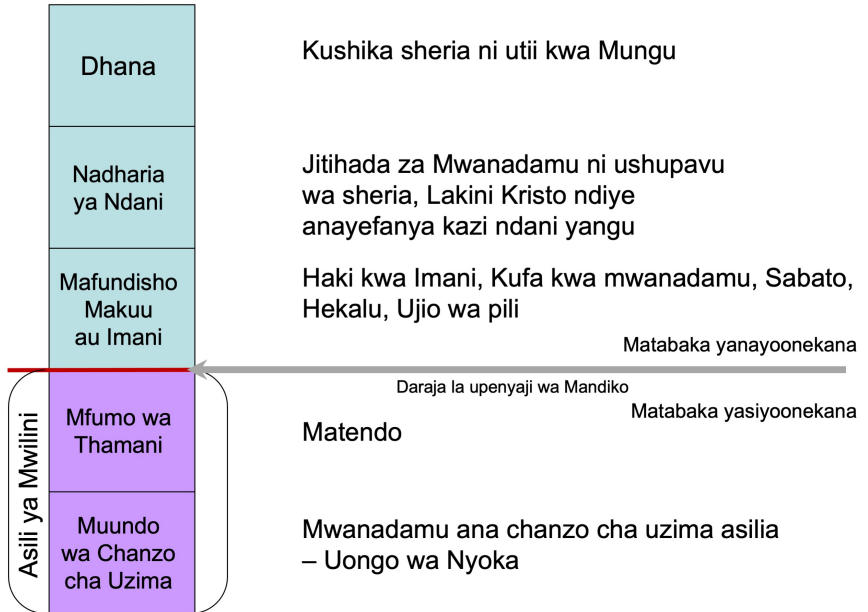 Dhana
Kushika sheria ni utii kwa Mungu
Nadharia
ya Ndani
Jitihada za Mwanadamu ni ushupavu
wa sheria, Lakini Kristo ndiye
anayefanya kazi ndani yangu
Mafundisho
Makuu
au Imani
Haki kwa Imani, Kufa kwa mwanadamu, Sabato,
Hekalu, Ujio wa pili
Matabaka yanayoonekana
Daraja la upenyaji wa Mandiko
Matabaka yasiyoonekana
Asili ya Mwilini
Mfumo wa
Thamani
Matendo
Muundo
wa Chanzo
cha Uzima
Mwanadamu ana chanzo cha uzima asilia
– Uongo wa Nyoka